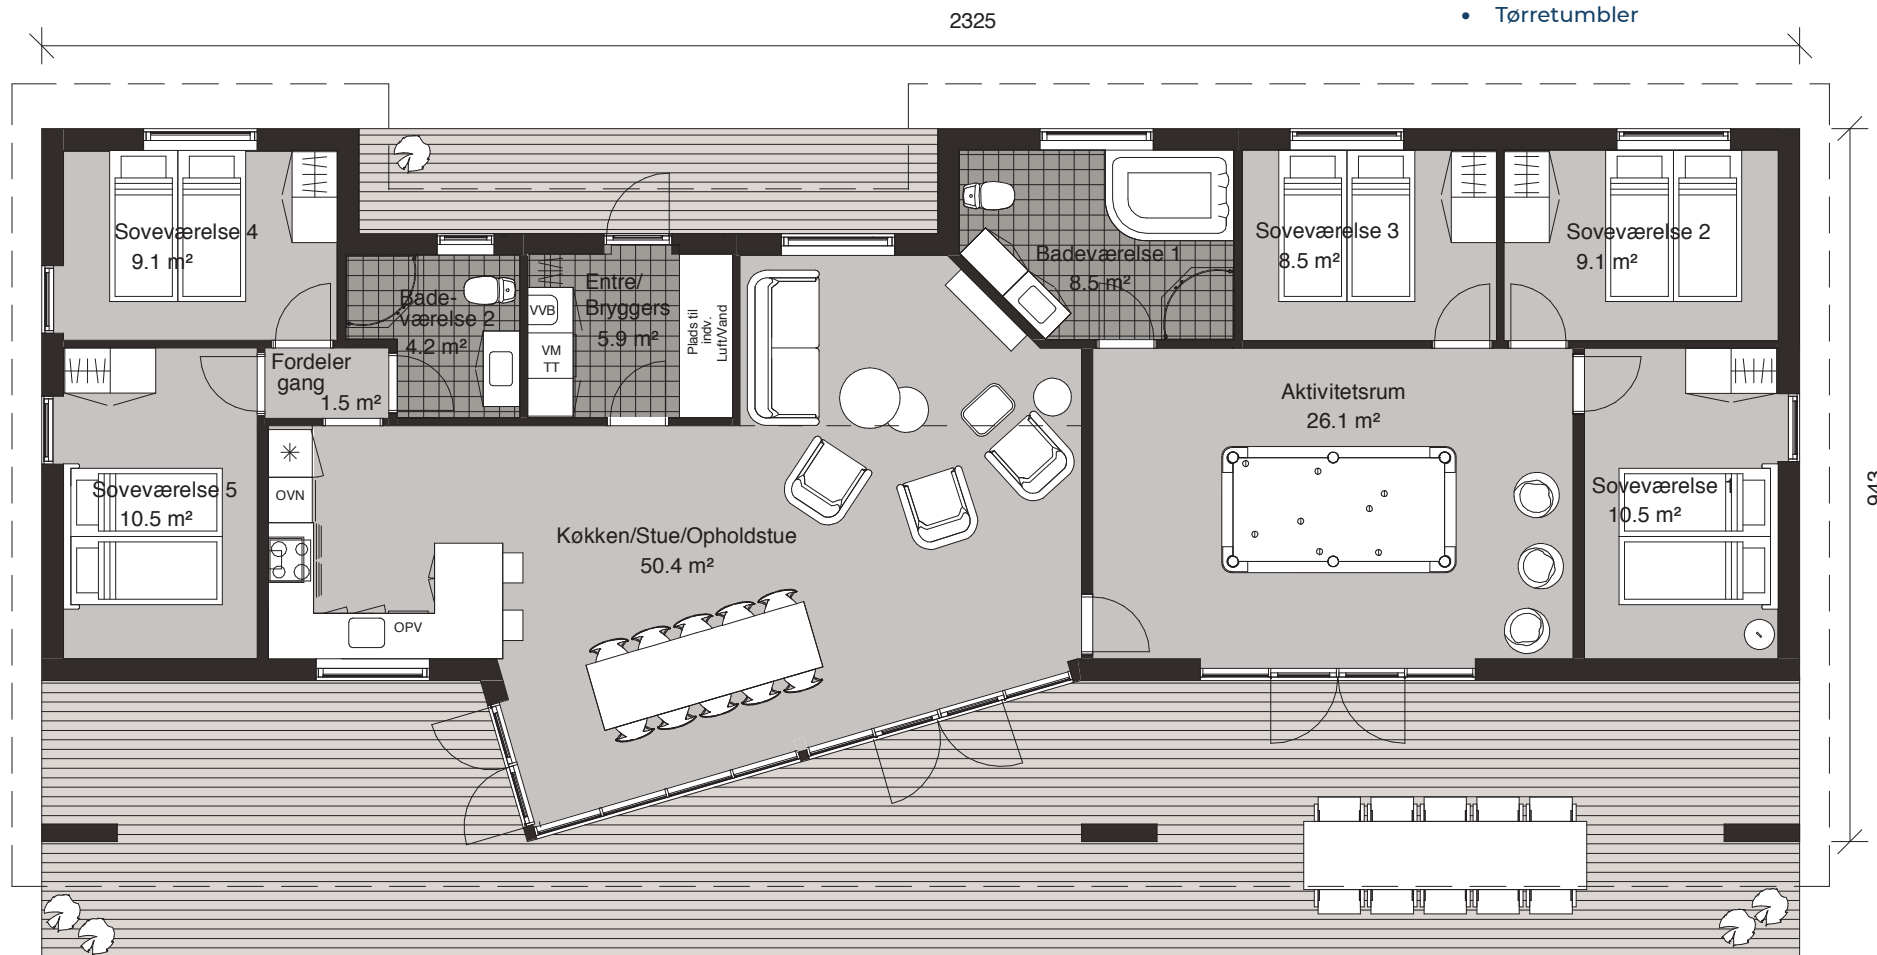 • Tørretumbler
2325
Soveværelse 4
9.1 m²
Bade-
værelse 2
4.2 m²
VVB
VM
TT
Entre/
Bryggers
5.9 m²
Plads til
indv.
Luft/Vand
Badeværelse 1
8.5 m²
Soveværelse 3
8.5 m²
Soveværelse 2
9.1 m²
Fordeler
gang
1.5 m²
Aktivitetsrum
26.1 m²
Soveværelse 5
10.5 m²
OVN
OPV
Køkken/Stue/Opholdstue
50.4 m²
Soveværelse 1
10.5 m²
943